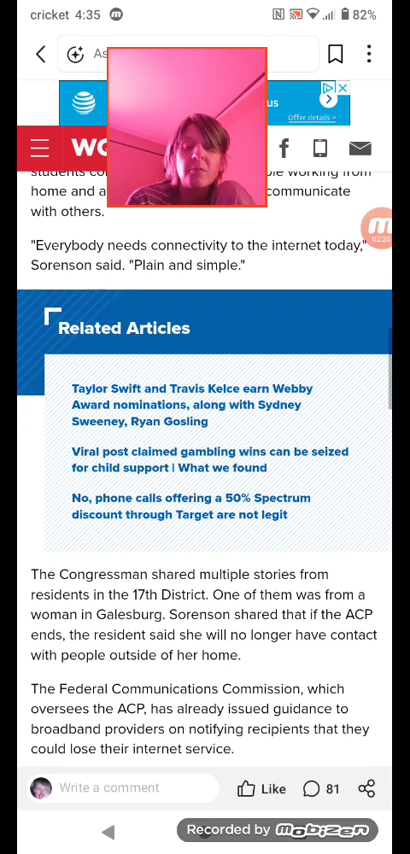 cricket 4:35
82%
As
us
Offer details >
WQ
home and a
communicate
with others.
"Everybody needs connectivity to the internet today,"
02:20
Sorenson said. "Plain and simple."
Related Articles
Taylor Swift and Travis Kelce earn Webby
Award nominations, along with Sydney
Sweeney, Ryan Gosling
Viral post claimed gambling wins can be seized
for child support | What we found
No, phone calls offering a 50% Spectrum
discount through Target are not legit
The Congressman shared multiple stories from
residents in the 17th District. One of them was from a
woman in Galesburg. Sorenson shared that if the ACP
ends, the resident said she will no longer have contact
with people outside of her home.
The Federal Communications Commission, which
oversees the ACP, has already issued guidance to
broadband providers on notifying recipients that they
could lose their internet service.
Write a comment
Like
81
Recorded by mobizen